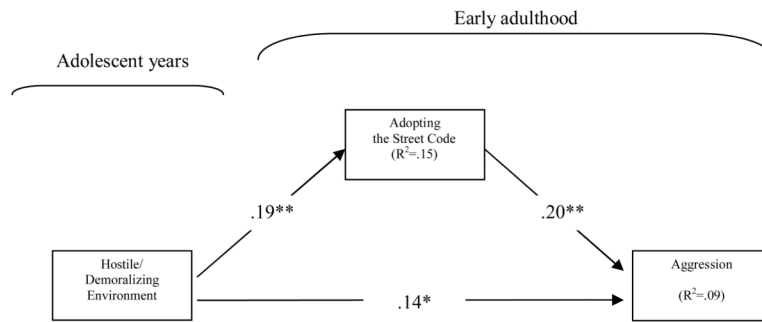 Early adulthood
Adolescent years
Adopting
the Street Code
(R²=.15)
.19**
.20**
Hostile/
Demoralizing
Environment
Aggression
(R²=.09)
.14*